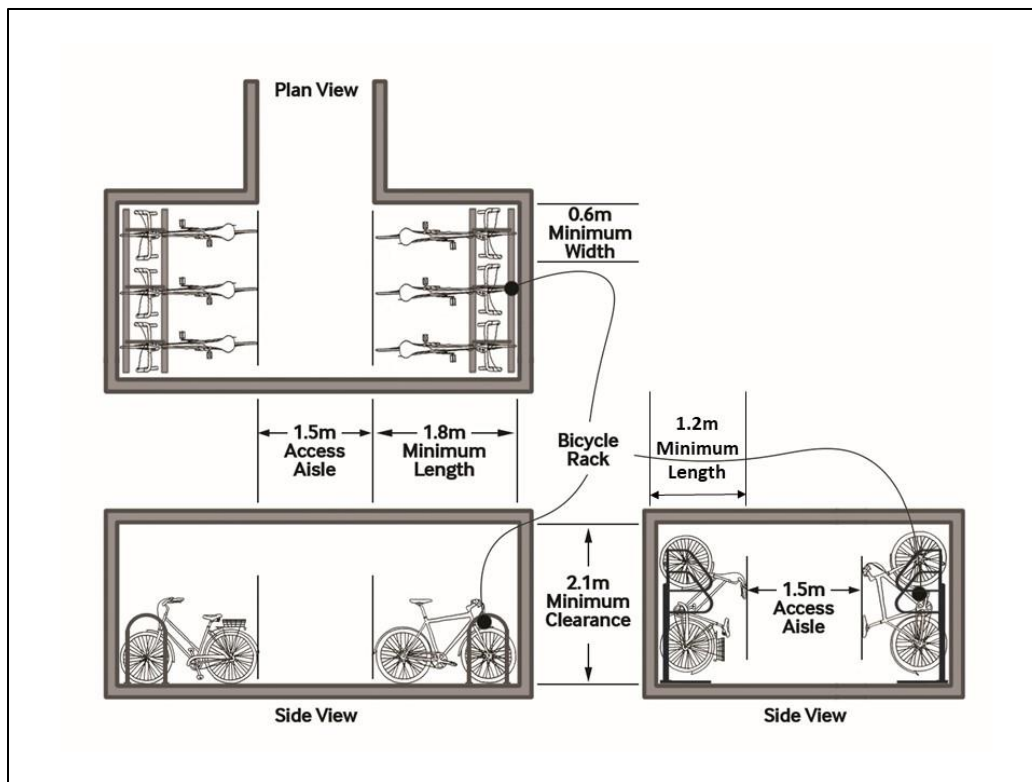 Plan View
0.6m
Minimum
Width
1.5m
Access
Aisle
1.8m
Minimum
Length
Bicycle
Rack
1.2m
Minimum
Length
2.1m
Minimum
Clearance
1.5m
Access
Aisle
Side View
Side View